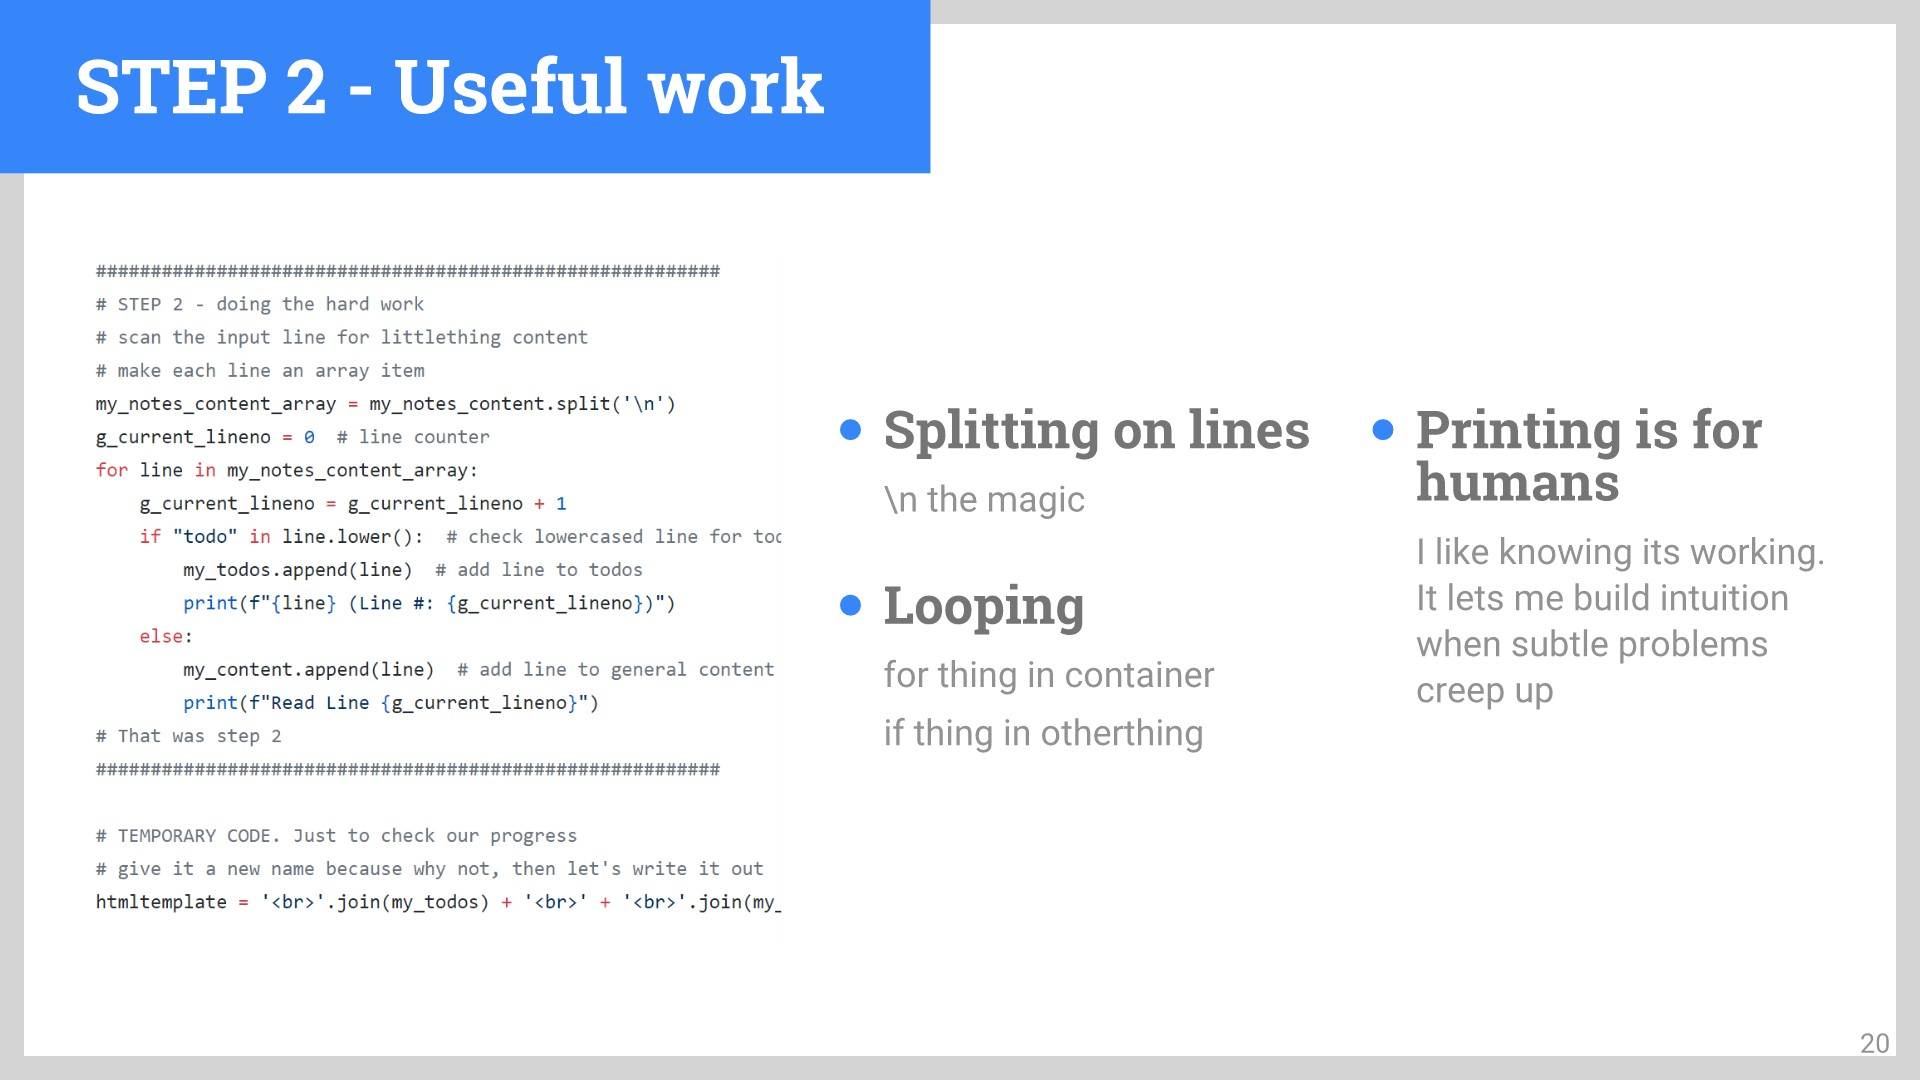 STEP 2 - Useful work
########################################################​#
# STEP 2 - doing the hard work
# scan the input line for littlething content
# make each line an array item
my_notes_content_array = my_notes_content.split('\n')
g_current_lineno = 0  # line counter
for line in my_notes_content_array:
    g_current_lineno = g_current_lineno + 1
    if "todo" in line.lower():  # check lowercased line for
        my_todos.append(line)  # add line to todos
        print(f"{line} (Line #: {g_current_lineno})")
    else:
        my_content.append(line)  # add line to general content
        print(f"Read Line {g_current_lineno}")
# That was step 2
#########################################################

# TEMPORARY CODE. Just to check our progress
# give it a new name because why not, then let's write it out
htmltemplate = '<br>'.join(my_todos) + '<br>' + '<br>'.join(my_
Splitting on lines
\n the magic
Looping
for thing in container
if thing in otherthing
Printing is for
humans
I like knowing its working.
It lets me build intuition
when subtle problems
creep up
20